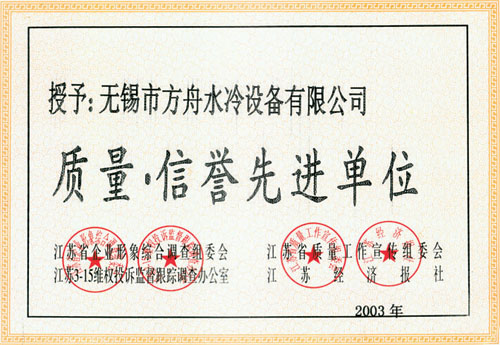 授予:无锡市方舟水冷设备有限公司
质量·信誉先进单位
江苏省企业形象综合调查组委会
江苏省质量工作宣传组委会
江苏3·15维权投诉监督跟踪调查办公室
江苏经济报社
2003年